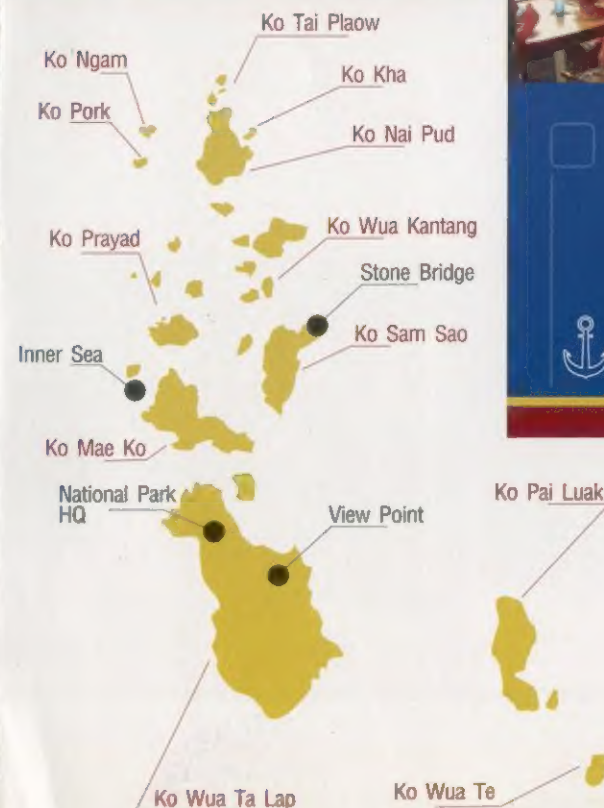 Ko Tai Plaow
Ko Ngam
Ko Kha
Ko Pork
Ko Nai Pud
Ko Wua Kantang
Ko Prayad
Stone Bridge
Ko Sam Sao
Inner Sea
Ko Mae Ko
National Park
HQ
View Point
Ko Pai Luak
Ko Wua Te
Ko Wua Ta Lap